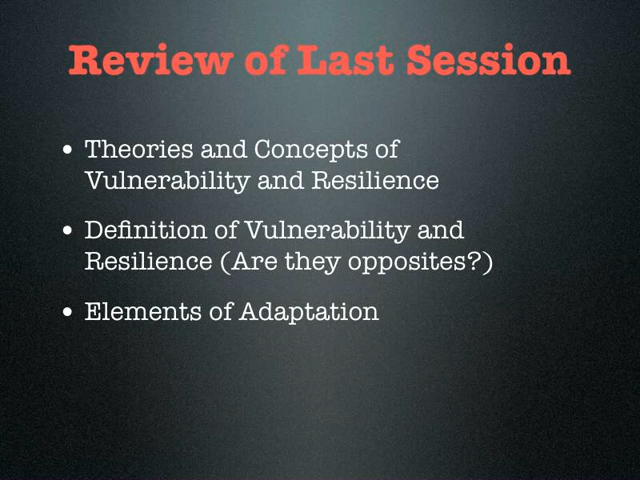 Review of Last Session
• Theories and Concepts of
Vulnerability and Resilience
• Definition of Vulnerability and
Resilience (Are they opposites?)
• Elements of Adaptation